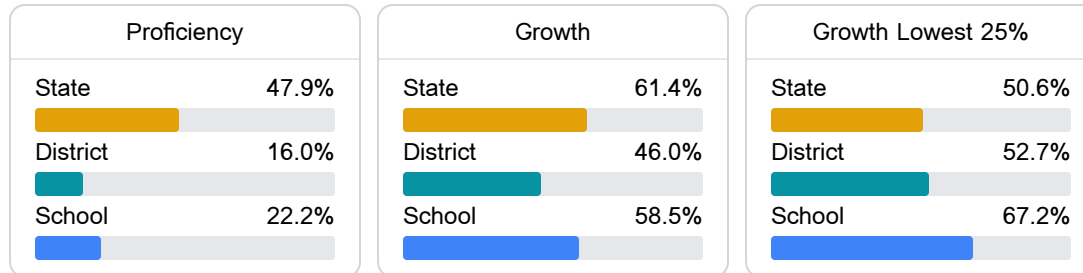 Proficiency
State 47.9%
District 16.0%
School 22.2%
Growth
State 61.4%
District 46.0%
School 58.5%
Growth Lowest 25%
State 50.6%
District 52.7%
School 67.2%